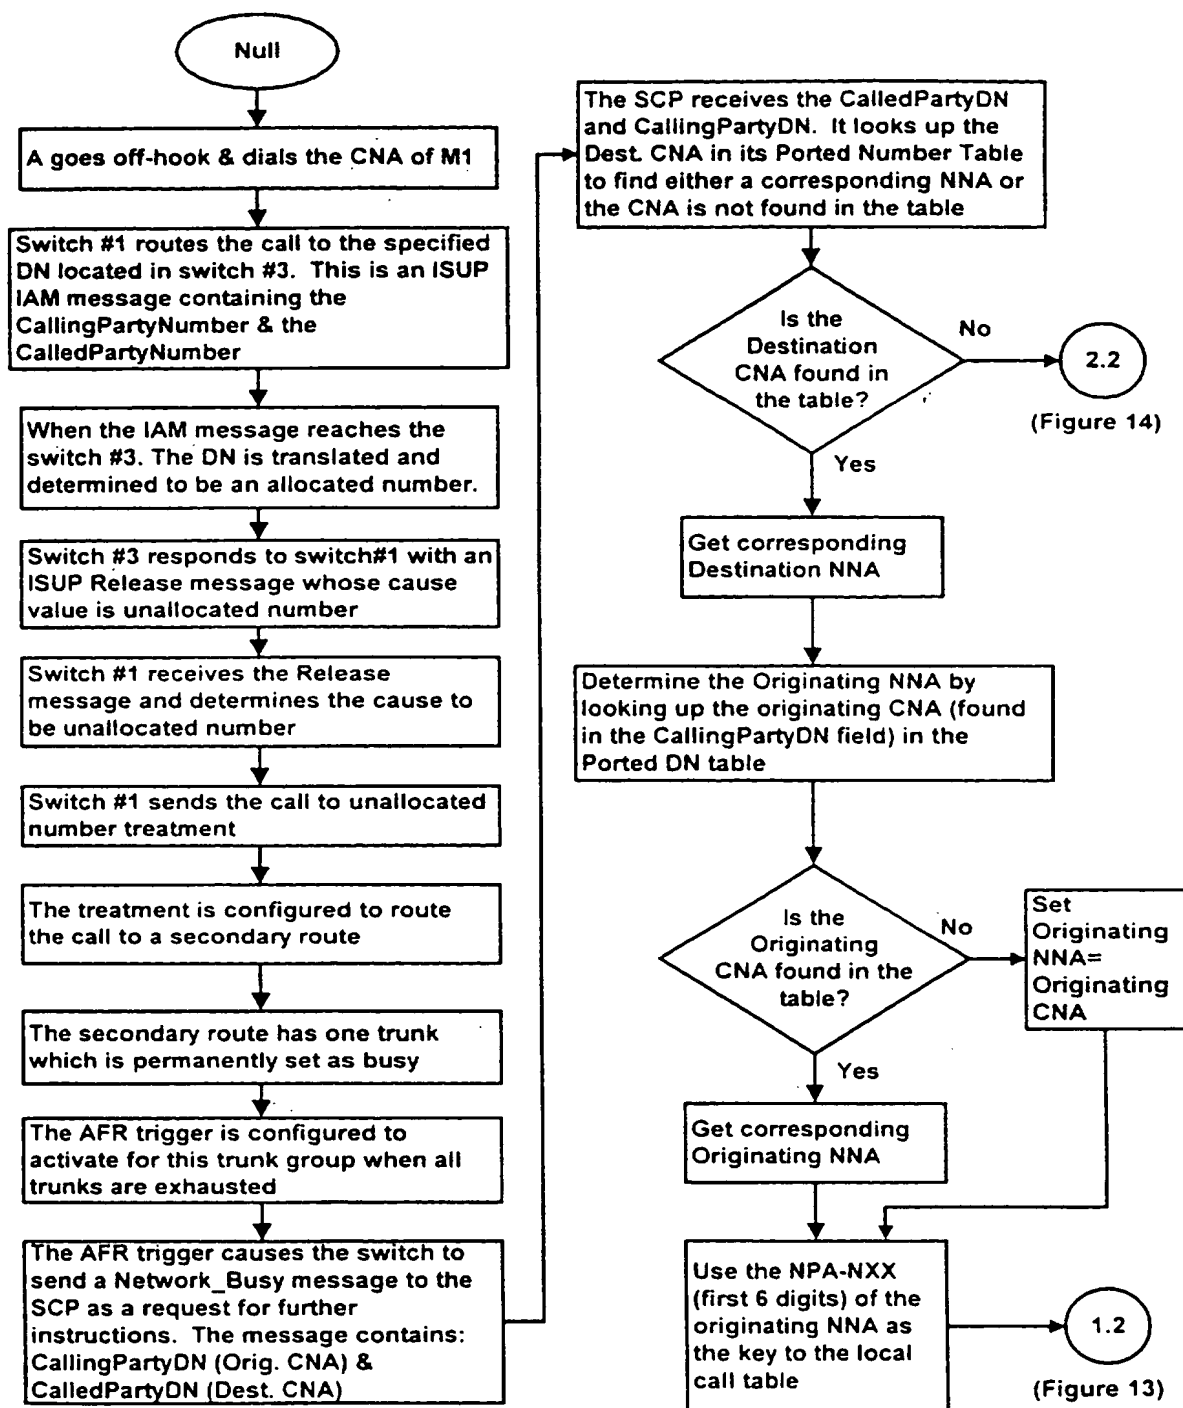 Null
A goes off-hook & dials the CNA of M1
Switch #1 routes the call to the specified
DN located in switch #3. This is an ISUP
IAM message containing the
CallingPartyNumber & the
CalledPartyNumber
When the IAM message reaches the
switch #3. The DN is translated and
determined to be an allocated number.
Switch #3 responds to switch#1 with an
ISUP Release message whose cause
value is unallocated number
Switch #1 receives the Release
message and determines the cause to
be unallocated number
Switch #1 sends the call to unallocated
number treatment
The treatment is configured to route
the call to a secondary route
The secondary route has one trunk
which is permanently set as busy
The AFR trigger is configured to
activate for this trunk group when all
trunks are exhausted
The AFR trigger causes the switch to
send a Network_Busy message to the
SCP as a request for further
instructions. The message contains:
CallingPartyDN (Orig. CNA) &
CalledPartyDN (Dest. CNA)
The SCP receives the CalledPartyDN
and CallingPartyDN. It looks up the
Dest. CNA in its Ported Number Table
to find either a corresponding NNA or
the CNA is not found in the table
Is the
Destination
CNA found in
the table?
No
2.2
(Figure 14)
Yes
Get corresponding
Destination NNA
Determine the Originating NNA by
looking up the originating CNA (found
in the CallingPartyDN field) in the
Ported DN table
Is the
Originating
CNA found in the
table?
No
Set
Originating
NNA=
Originating
CNA
Yes
Get corresponding
Originating NNA
Use the NPA-NXX
(first 6 digits) of the
originating NNA as
the key to the local
call table
1.2
(Figure 13)